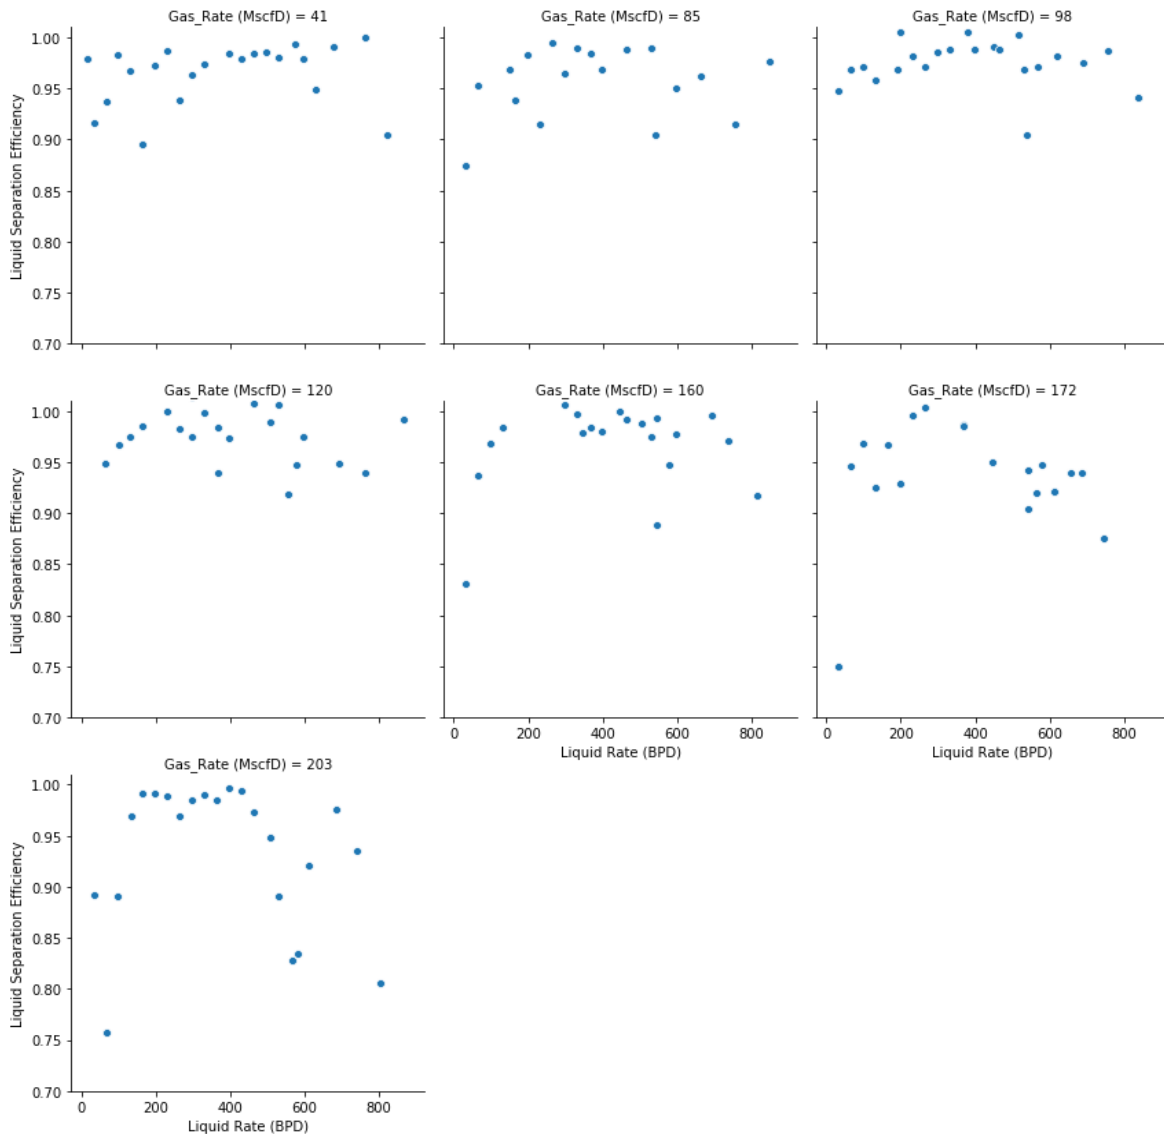 Gas_Rate (MscfD) = 41
Gas_Rate (MscfD) = 85
Gas_Rate (MscfD) = 98
Liquid Separation Efficiency
1.00
0.95
0.90
0.85
0.80
0.75
0.70
Gas_Rate (MscfD) = 120
Gas_Rate (MscfD) = 160
Gas_Rate (MscfD) = 172
Liquid Separation Efficiency
1.00
0.95
0.90
0.85
0.80
0.75
0.70
0 200 400 600 800
Liquid Rate (BPD)
0 200 400 600 800
Liquid Rate (BPD)
Gas_Rate (MscfD) = 203
Liquid Separation Efficiency
1.00
0.95
0.90
0.85
0.80
0.75
0.70
0 200 400 600 800
Liquid Rate (BPD)